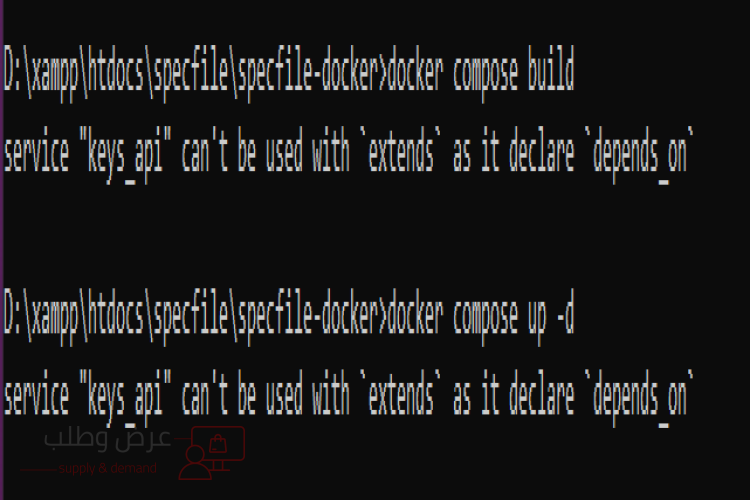 D:\xampp\htdocs\specfile\specfile-docker>docker compose build
service "keys_api" can't be used with `extends` as it declare `depends_on`
D:\xampp\htdocs\specfile\specfile-docker>docker compose up -d
service "keys_api" can't be used with `extends` as it declare `depends_on`
عرض وطلب
supply & demand